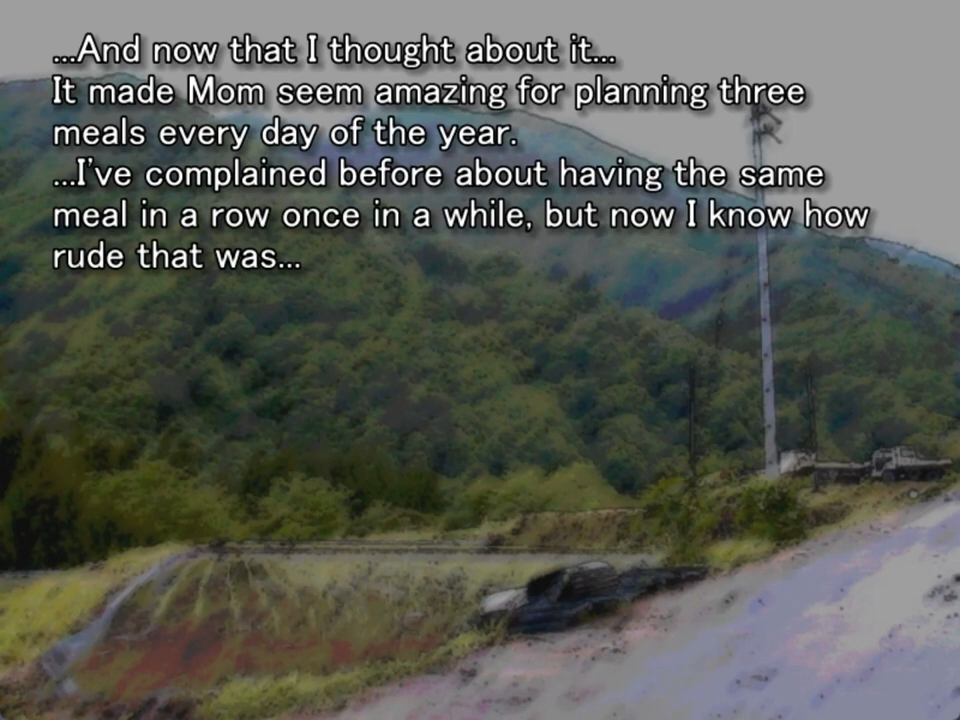 ...And now that I thought about it...
It made Mom seem amazing for planning three
meals every day of the year.
...I've complained before about having the same
meal in a row once in a while, but now I know how
rude that was...